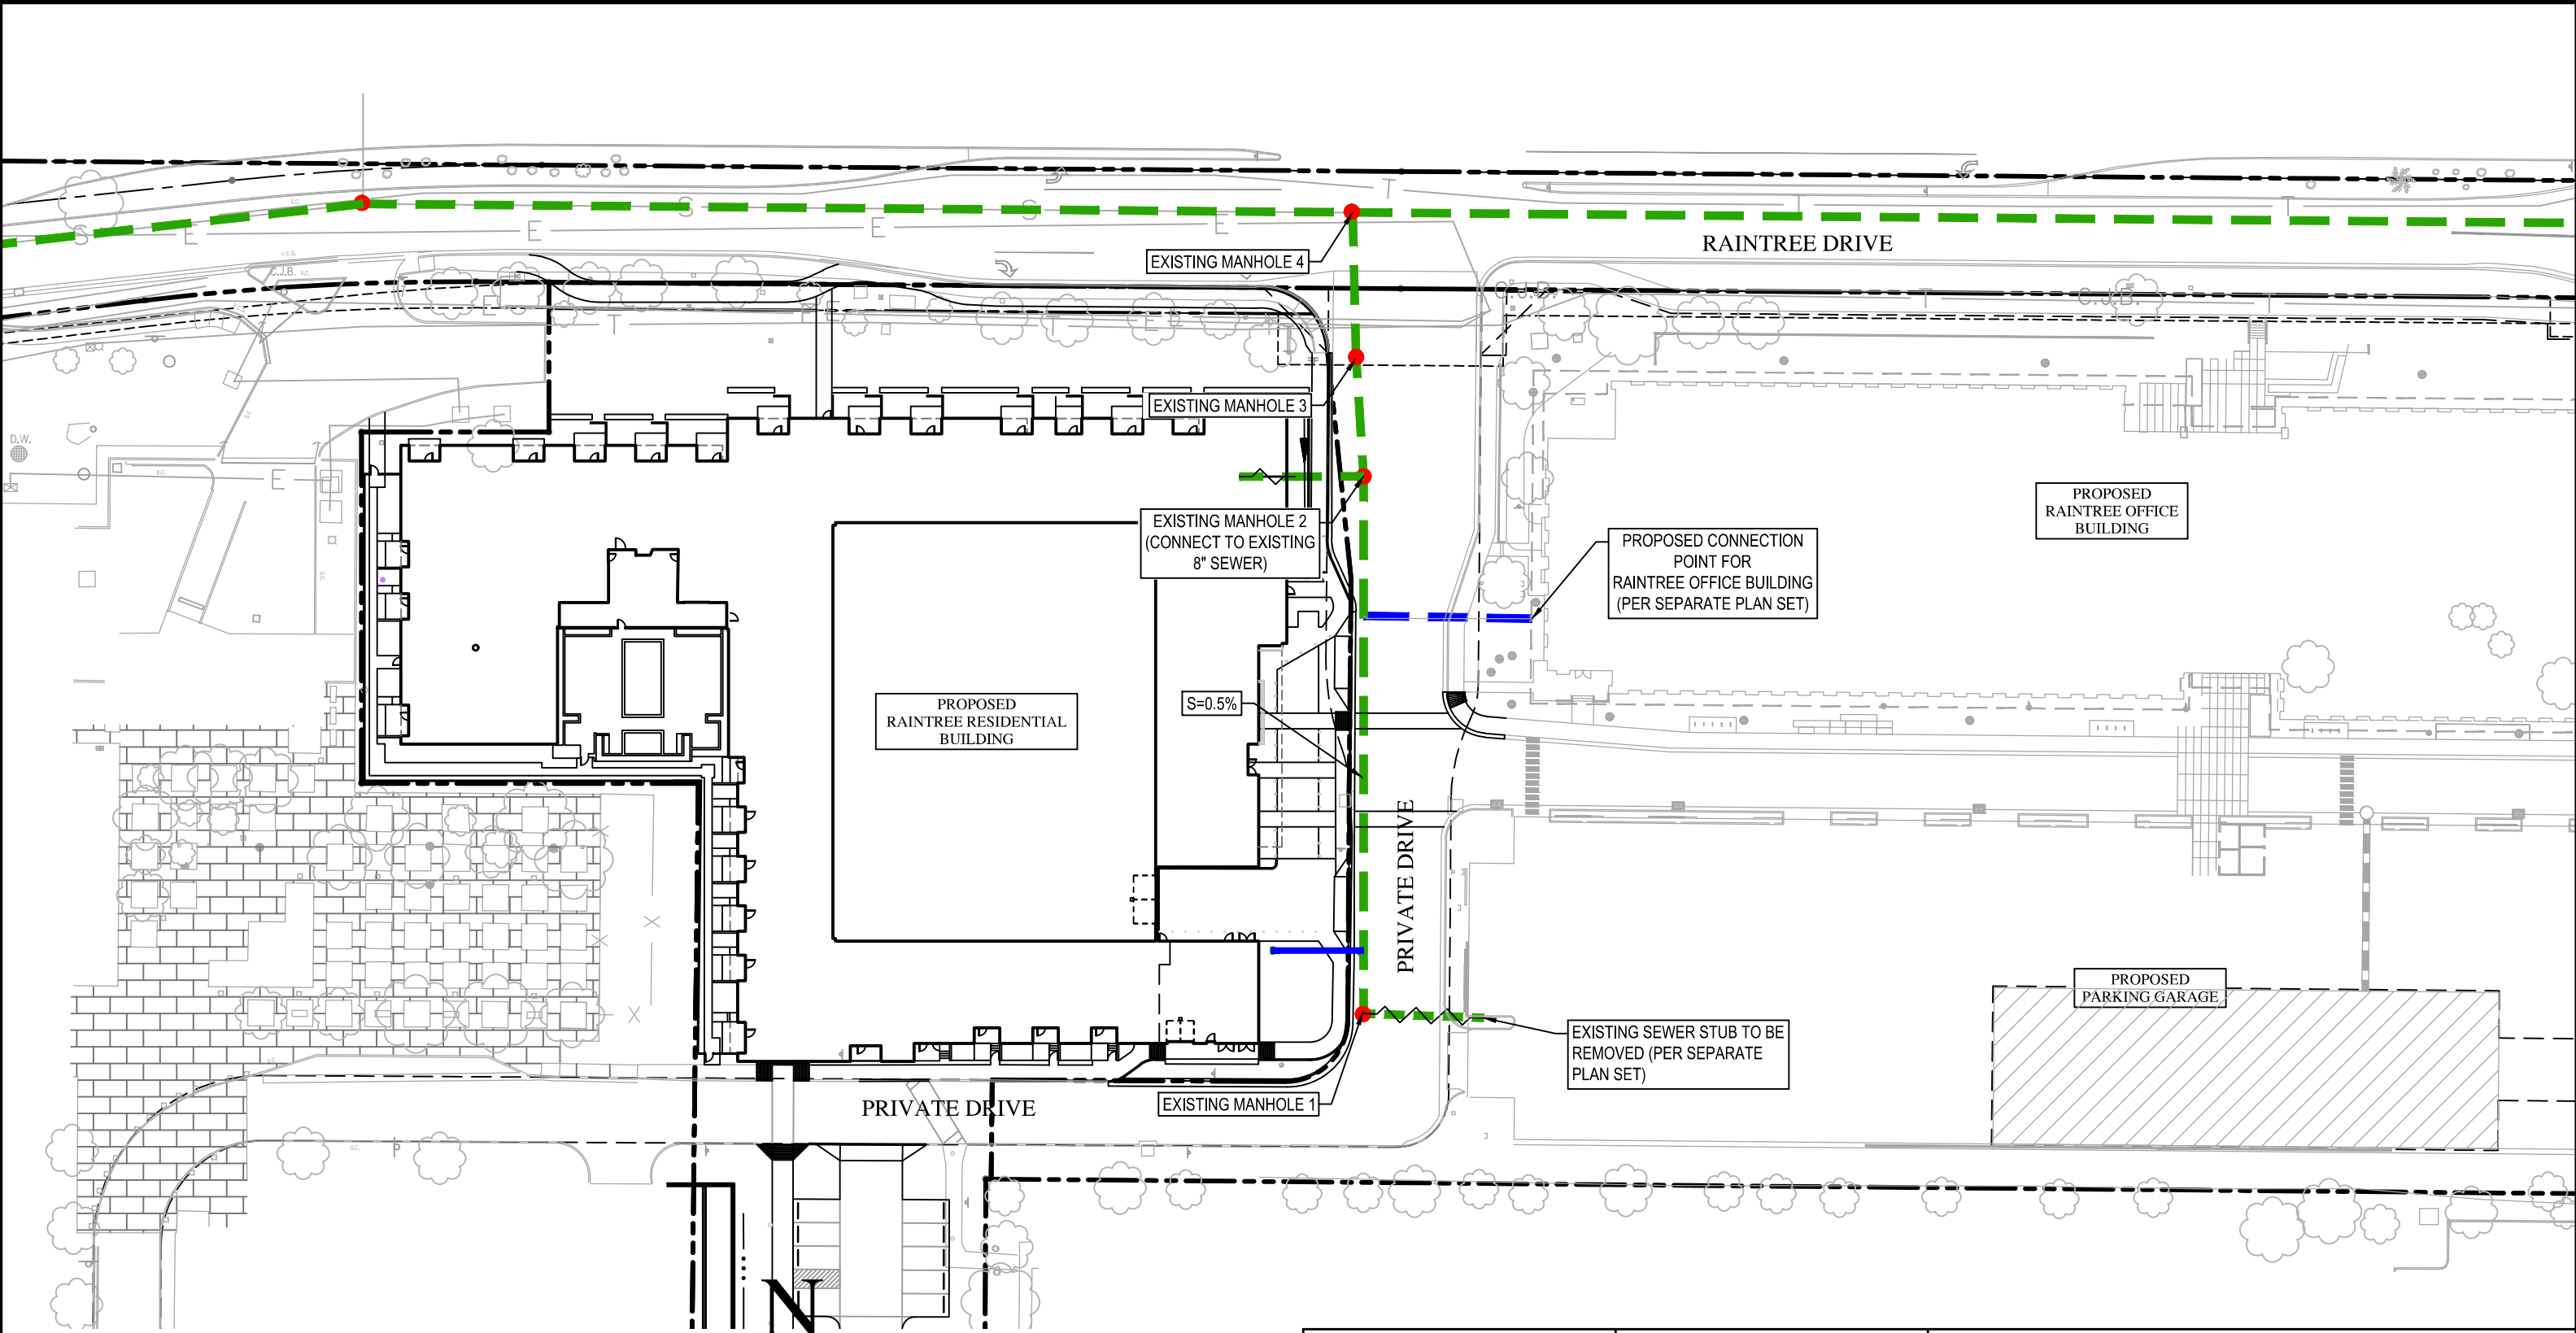 S
T
T
T
S
S
E
E
E
E
RAINTREE DRIVE
EXISTING MANHOLE 4
C.J.B.
C.J.B.
C.J.B.
S.C.
V.C.G.
S.C.
E
T
E
T
E
T
T
T
EXISTING MANHOLE 3
D.W.
S.C.
S.C.
E
S.C.
EXISTING MANHOLE 2
(CONNECT TO EXISTING
8" SEWER)
PROPOSED
RAINTREE OFFICE
BUILDING
PROPOSED CONNECTION
POINT FOR
RAINTREE OFFICE BUILDING
(PER SEPARATE PLAN SET)
PROPOSED
RAINTREE RESIDENTIAL
BUILDING
S=0.5%
PRIVATE DRIVE
PROPOSED
PARKING GARAGE
EXISTING SEWER STUB TO BE
REMOVED (PER SEPARATE
PLAN SET)
EXISTING MANHOLE 1
PRIVATE DRIVE
S.C.
S.C.
N